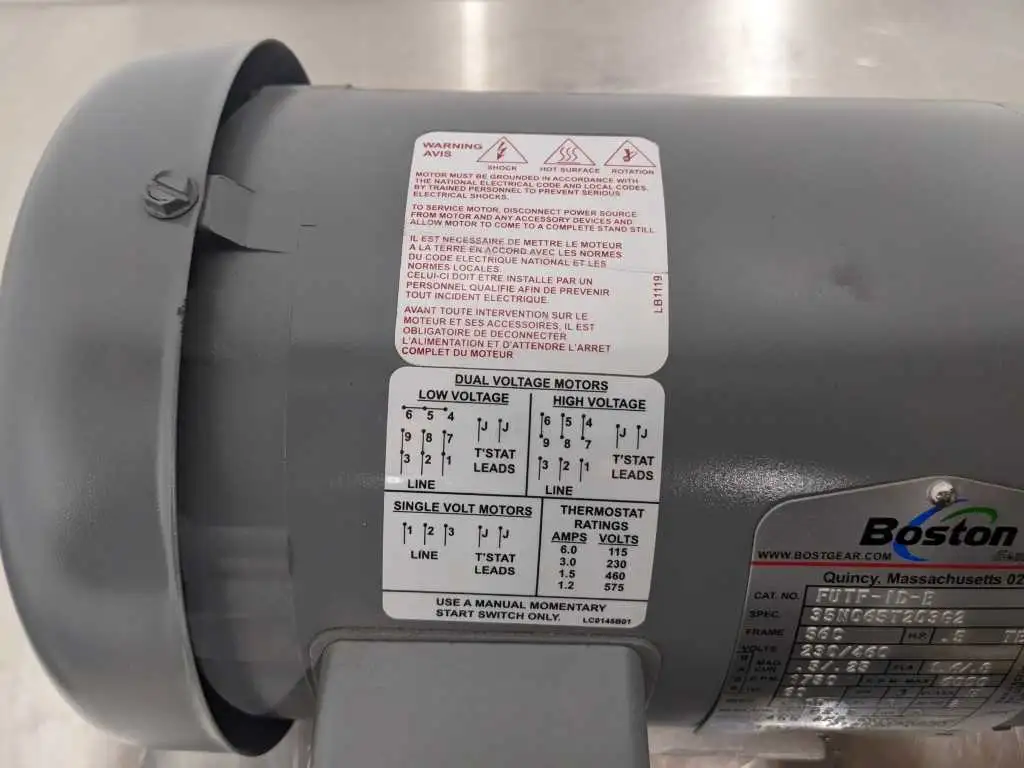 WARNING
AVIS
SHOCK HOT SURFACE ROTATION
MOTOR MUST BE GROUNDED IN ACCORDANCE WITH
THE NATIONAL ELECTRICAL CODE AND LOCAL CODES,
BY TRAINED PERSONNEL TO PREVENT SERIOUS
ELECTRICAL SHOCKS.
TO SERVICE MOTOR, DISCONNECT POWER SOURCE
FROM MOTOR AND ANY ACCESSORY DEVICES AND
ALLOW MOTOR TO COME TO A COMPLETE STAND STILL
IL EST NECESSAIRE DE METTRE LE MOTEUR
A LA TERRE EN ACCORD AVEC LES NORMES
DU CODE ELECTRIQUE NATIONAL ET LES
NORMES LOCALES.
CELUI-CI DOIT ETRE INSTALLE PAR UN
PERSONNEL QUALIFIE AFIN DE PREVENIR
TOUT INCIDENT ELECTRIQUE.
AVANT TOUTE INTERVENTION SUR LE
MOTEUR ET SES ACCESSOIRES, IL EST
OBLIGATOIRE DE DECONNECTER
L'ALIMENTATION ET D'ATTENDRE L'ARRET
COMPLET DU MOTEUR
LB1119
DUAL VOLTAGE MOTORS
LOW VOLTAGE
6 5 4
9 8 7
3 2 1
LINE
J J
T'STAT
LEADS
HIGH VOLTAGE
6 5 4
9 8 7
3 2 1
LINE
J J
T'STAT
LEADS
SINGLE VOLT MOTORS
1 2 3
LINE
J J
T'STAT
LEADS
THERMOSTAT
RATINGS
AMPS VOLTS
6.0 115
3.0 230
1.5 460
1.2 575
USE A MANUAL MOMENTARY
START SWITCH ONLY. LC0145B01
Boston
WWW.BOSTGEAR.COM
Quincy, Massachusetts 02
CAT. NO. FUTF-1D-B
SPEC.
FRAME 56C H.P. .5
VOLTS 230/460